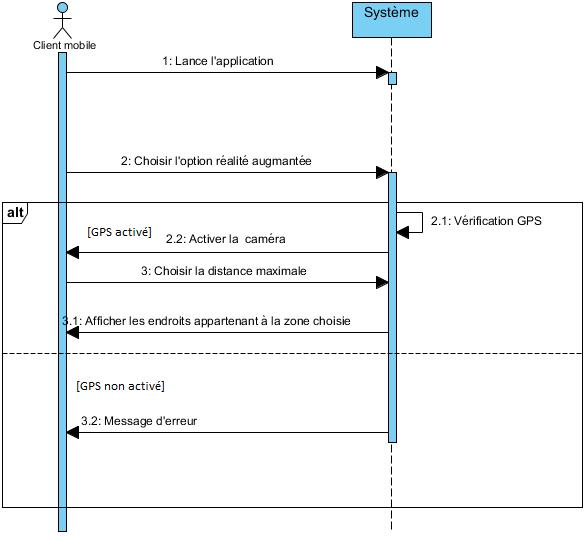 Système
Client mobile
1: Lance l'application
2: Choisir l'option réalité augmantée
alt
2.1: Vérification GPS
[GPS activé]
2.2: Activer la caméra
3: Choisir la distance maximale
3.1: Afficher les endroits appartenant à la zone choisie
[GPS non activé]
3.2: Message d'erreur